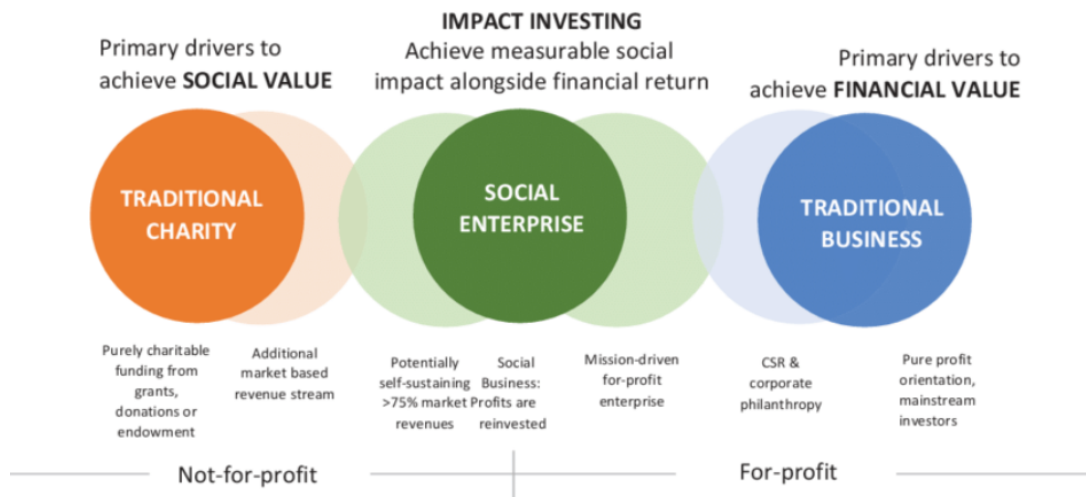 IMPACT INVESTING
Achieve measurable social
impact alongside financial return
Primary drivers to
achieve SOCIAL VALUE
Primary drivers to
achieve FINANCIAL VALUE
TRADITIONAL
CHARITY
SOCIAL
ENTERPRISE
TRADITIONAL
BUSINESS
Purely charitable
funding from
grants,
donations or
endowment
Additional
market based
revenue stream
Potentially
self-sustaining
>75% market
revenues
Social
Business:
Profits are
reinvested
Mission-driven
for-profit
enterprise
CSR &
corporate
philanthropy
Pure profit
orientation,
mainstream
investors
Not-for-profit
For-profit